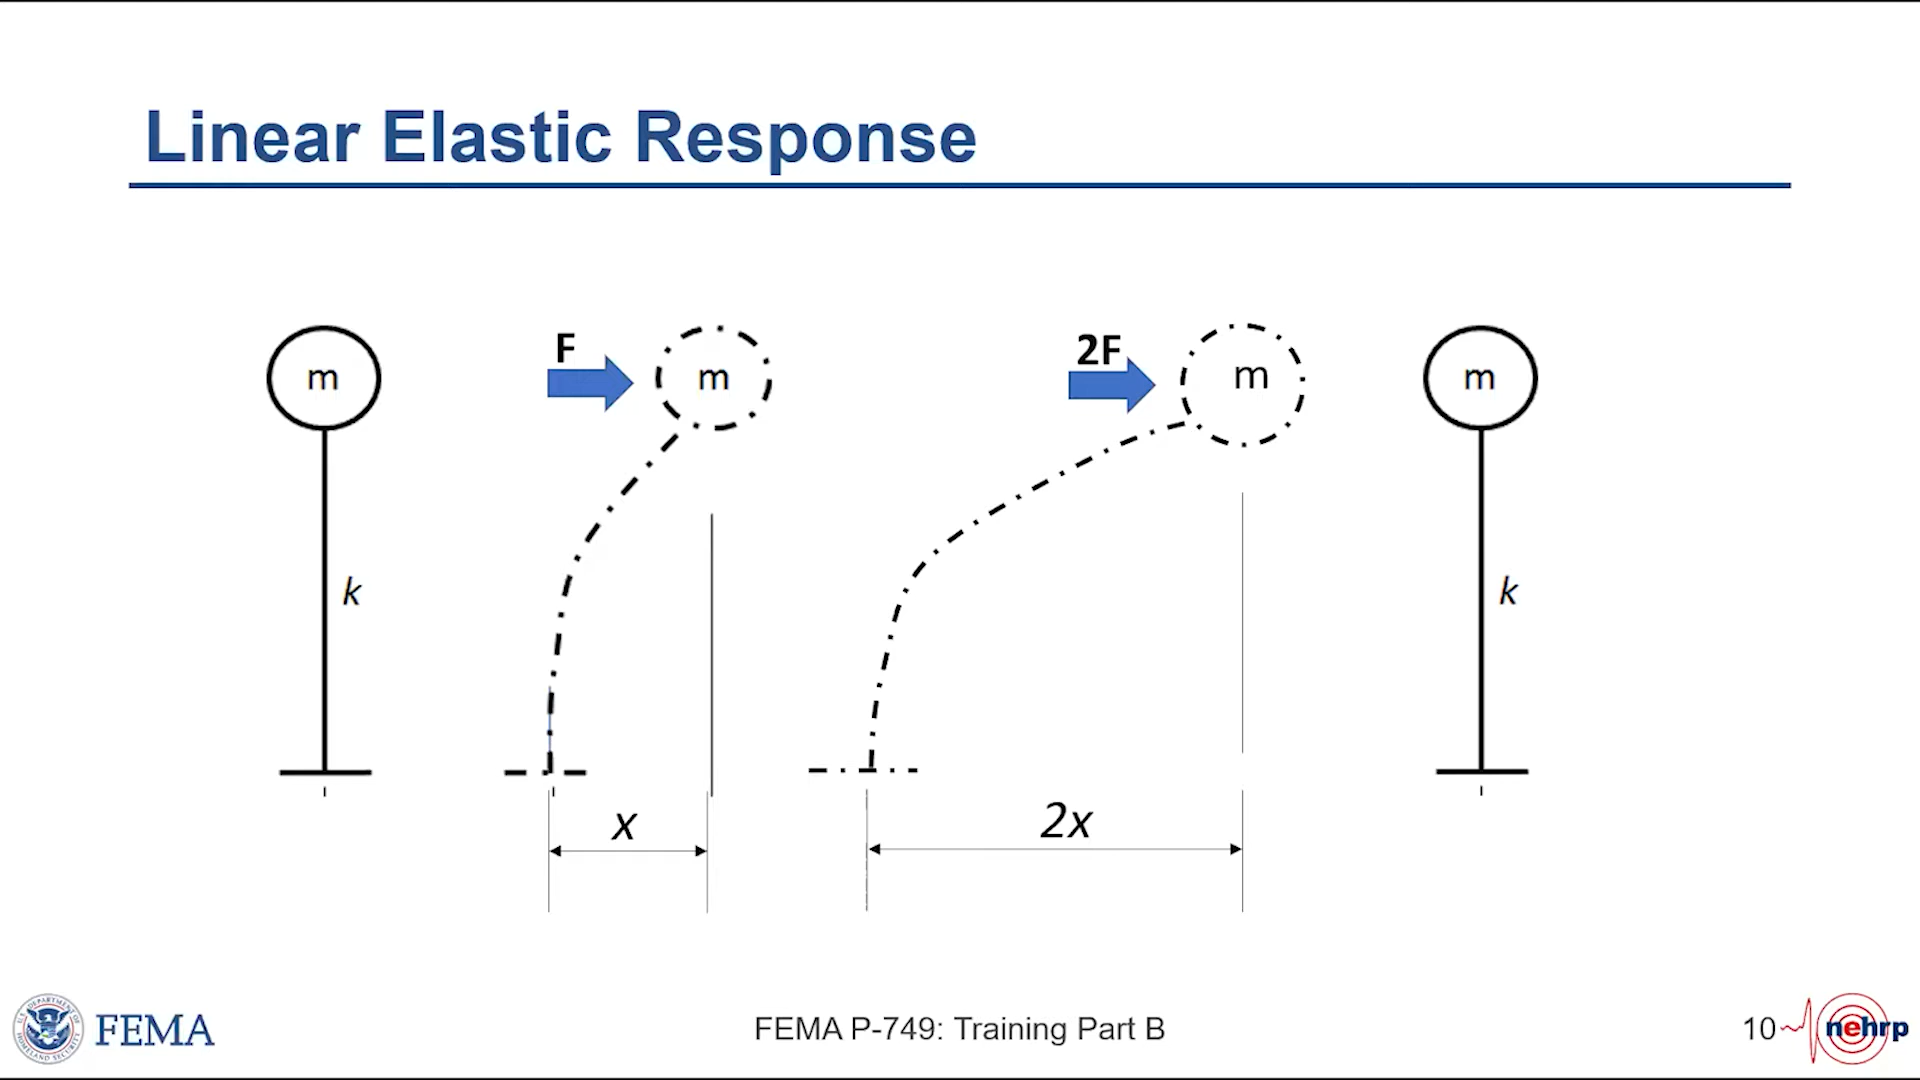 Linear Elastic Response
F
2F
m
m
m
m
k
k
x
2x
FEMA
FEMA P-749: Training Part B
10
nehrp